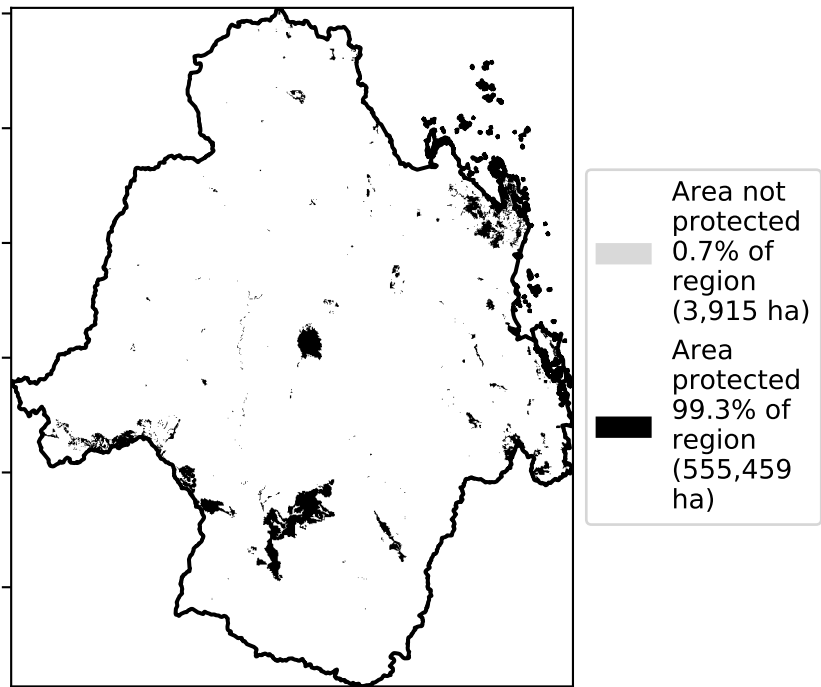 Area not
protected
0.7% of
region
(3,915 ha)
Area
protected
99.3% of
region
(555,459
ha)